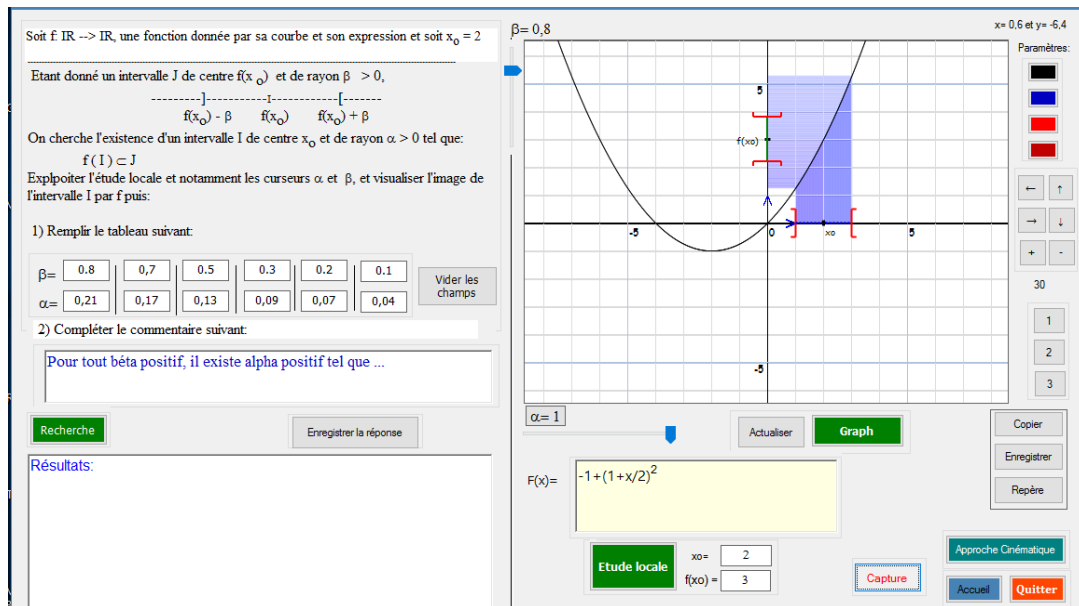 Soit f: IR --> IR, une fonction donnée par sa courbe et son expression et soit xo = 2
Etant donné un intervalle J de centre f(x o) et de rayon β > 0,
---------]-----------ı------------[-------
f(xo) - β f(xo) f(xo) + β
On cherche l'existence d'un intervalle I de centre xo et de rayon α > 0 tel que:
f ( I ) ⊂ J
Explpoiter l'étude locale et notamment les curseurs α et β, et visualiser l'image de
l'intervalle I par f puis:
1) Remplir le tableau suivant:
β= 0.8 0,7 0.5 0.3 0.2 0.1
α= 0,21 0,17 0,13 0,09 0,07 0,04
Vider les
champs
2) Compléter le commentaire suivant:
Pour tout béta positif, il existe alpha positif tel que ...
Recherche
Enregistrer la réponse
Résultats:
β= 0,8
x= 0,6 et y= -6,4
Paramètres:
5
f(xo)
-5
0
xo
5
-5
← ↑
→ ↓
+ -
30
1
2
3
α= 1
Actualiser
Graph
Copier
Enregistrer
Repère
F(x)=
-1+(1+x/2)²
Etude locale
xo= 2
f(xo) = 3
Capture
Approche Cinématique
Accueil
Quitter